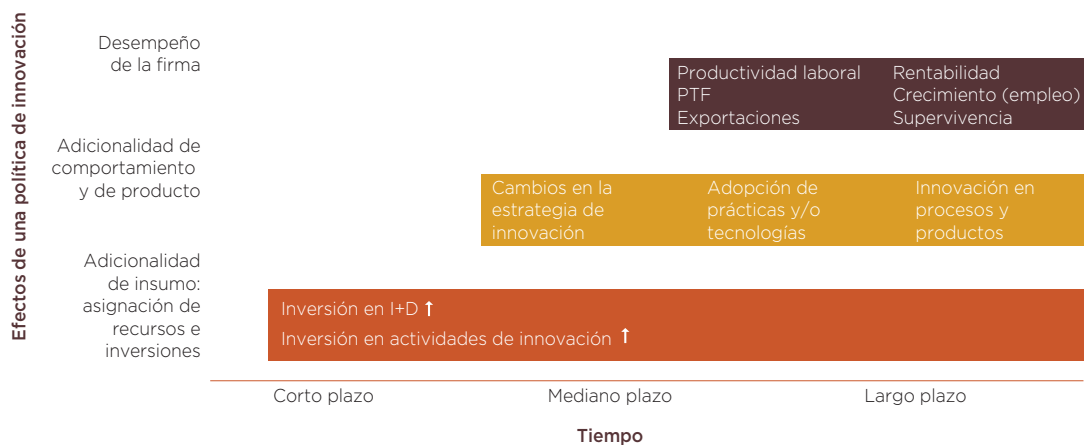 Efectos de una política de innovación
Desempeño
de la firma
Productividad laboral
PTF
Exportaciones
Rentabilidad
Crecimiento (empleo)
Supervivencia
Adicionalidad de
comportamiento
y de producto
Cambios en la
estrategia de
innovación
Adopción de
prácticas y/o
tecnologías
Innovación en
procesos y
productos
Adicionalidad
de insumo:
asignación de
recursos e
inversiones
Inversión en I+D ↑
Inversión en actividades de innovación ↑
Corto plazo
Mediano plazo
Largo plazo
Tiempo